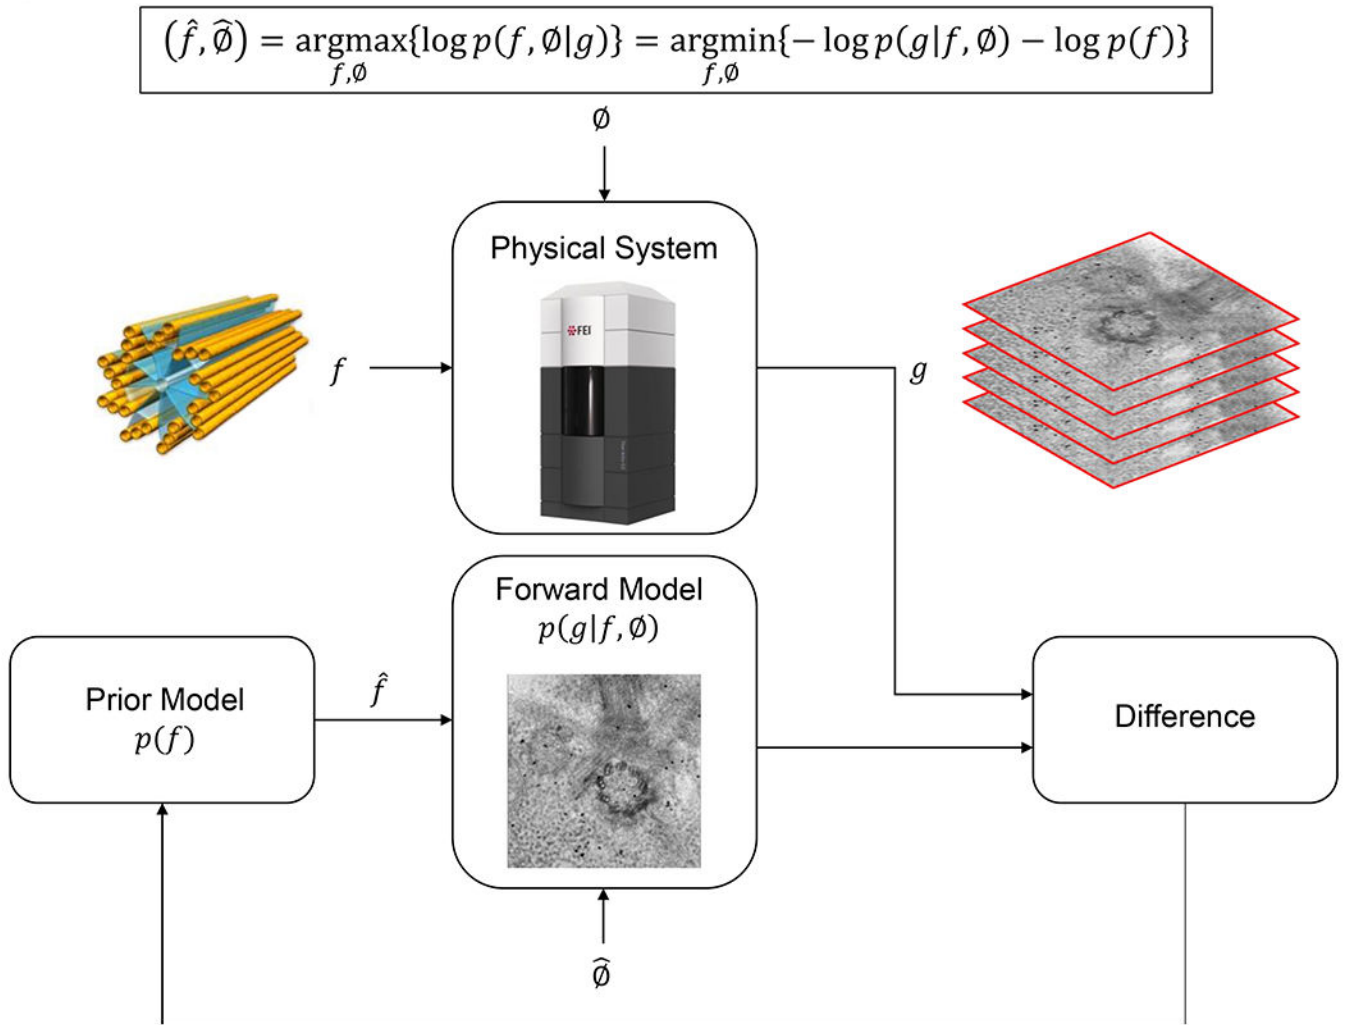 (f̂, ∅̂) = argmax{log p(f, ∅|g)} = argmin{− log p(g|f, ∅) − log p(f)}
f,∅ f,∅
∅
Physical System
FEI
f
g
Forward Model
p(g|f, ∅)
f̂
Prior Model
p(f)
Difference
∅̂